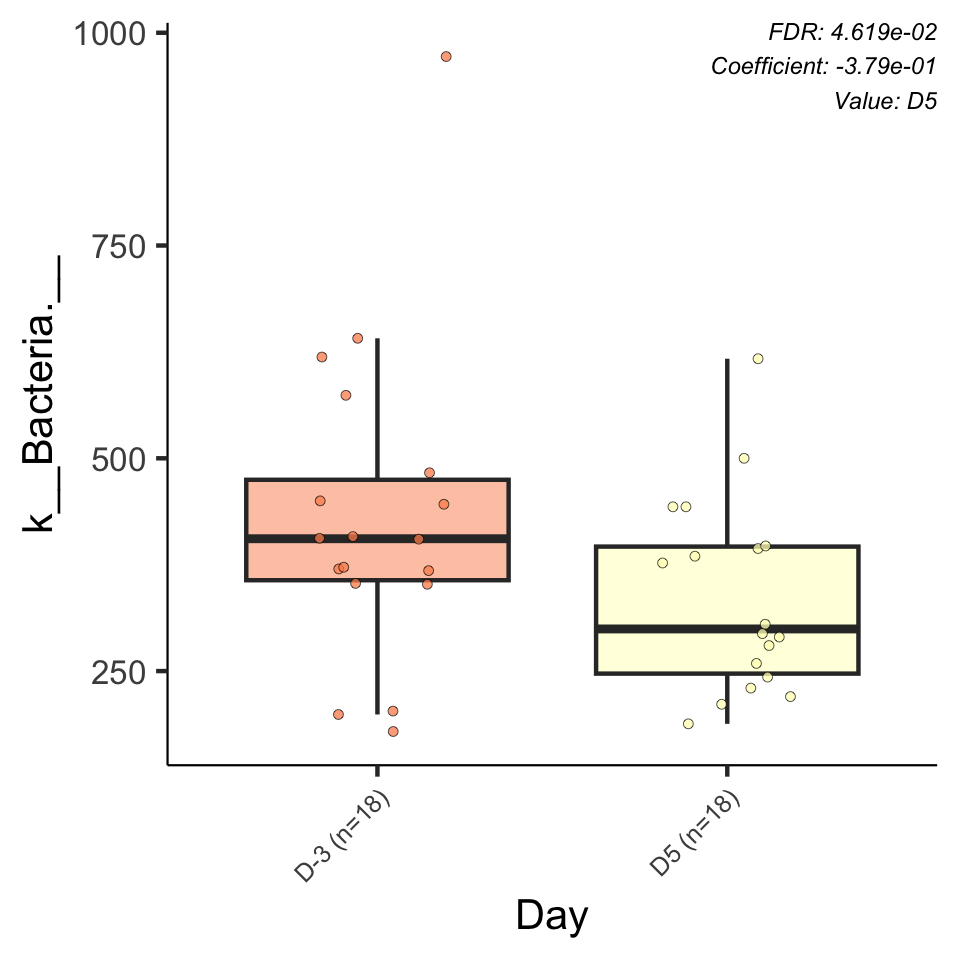 FDR: 4.619e-02
Coefficient: -3.79e-01
Value: D5
1000
750
500
250
k__Bacteria.__
D-3 (n=18)
D5 (n=18)
Day